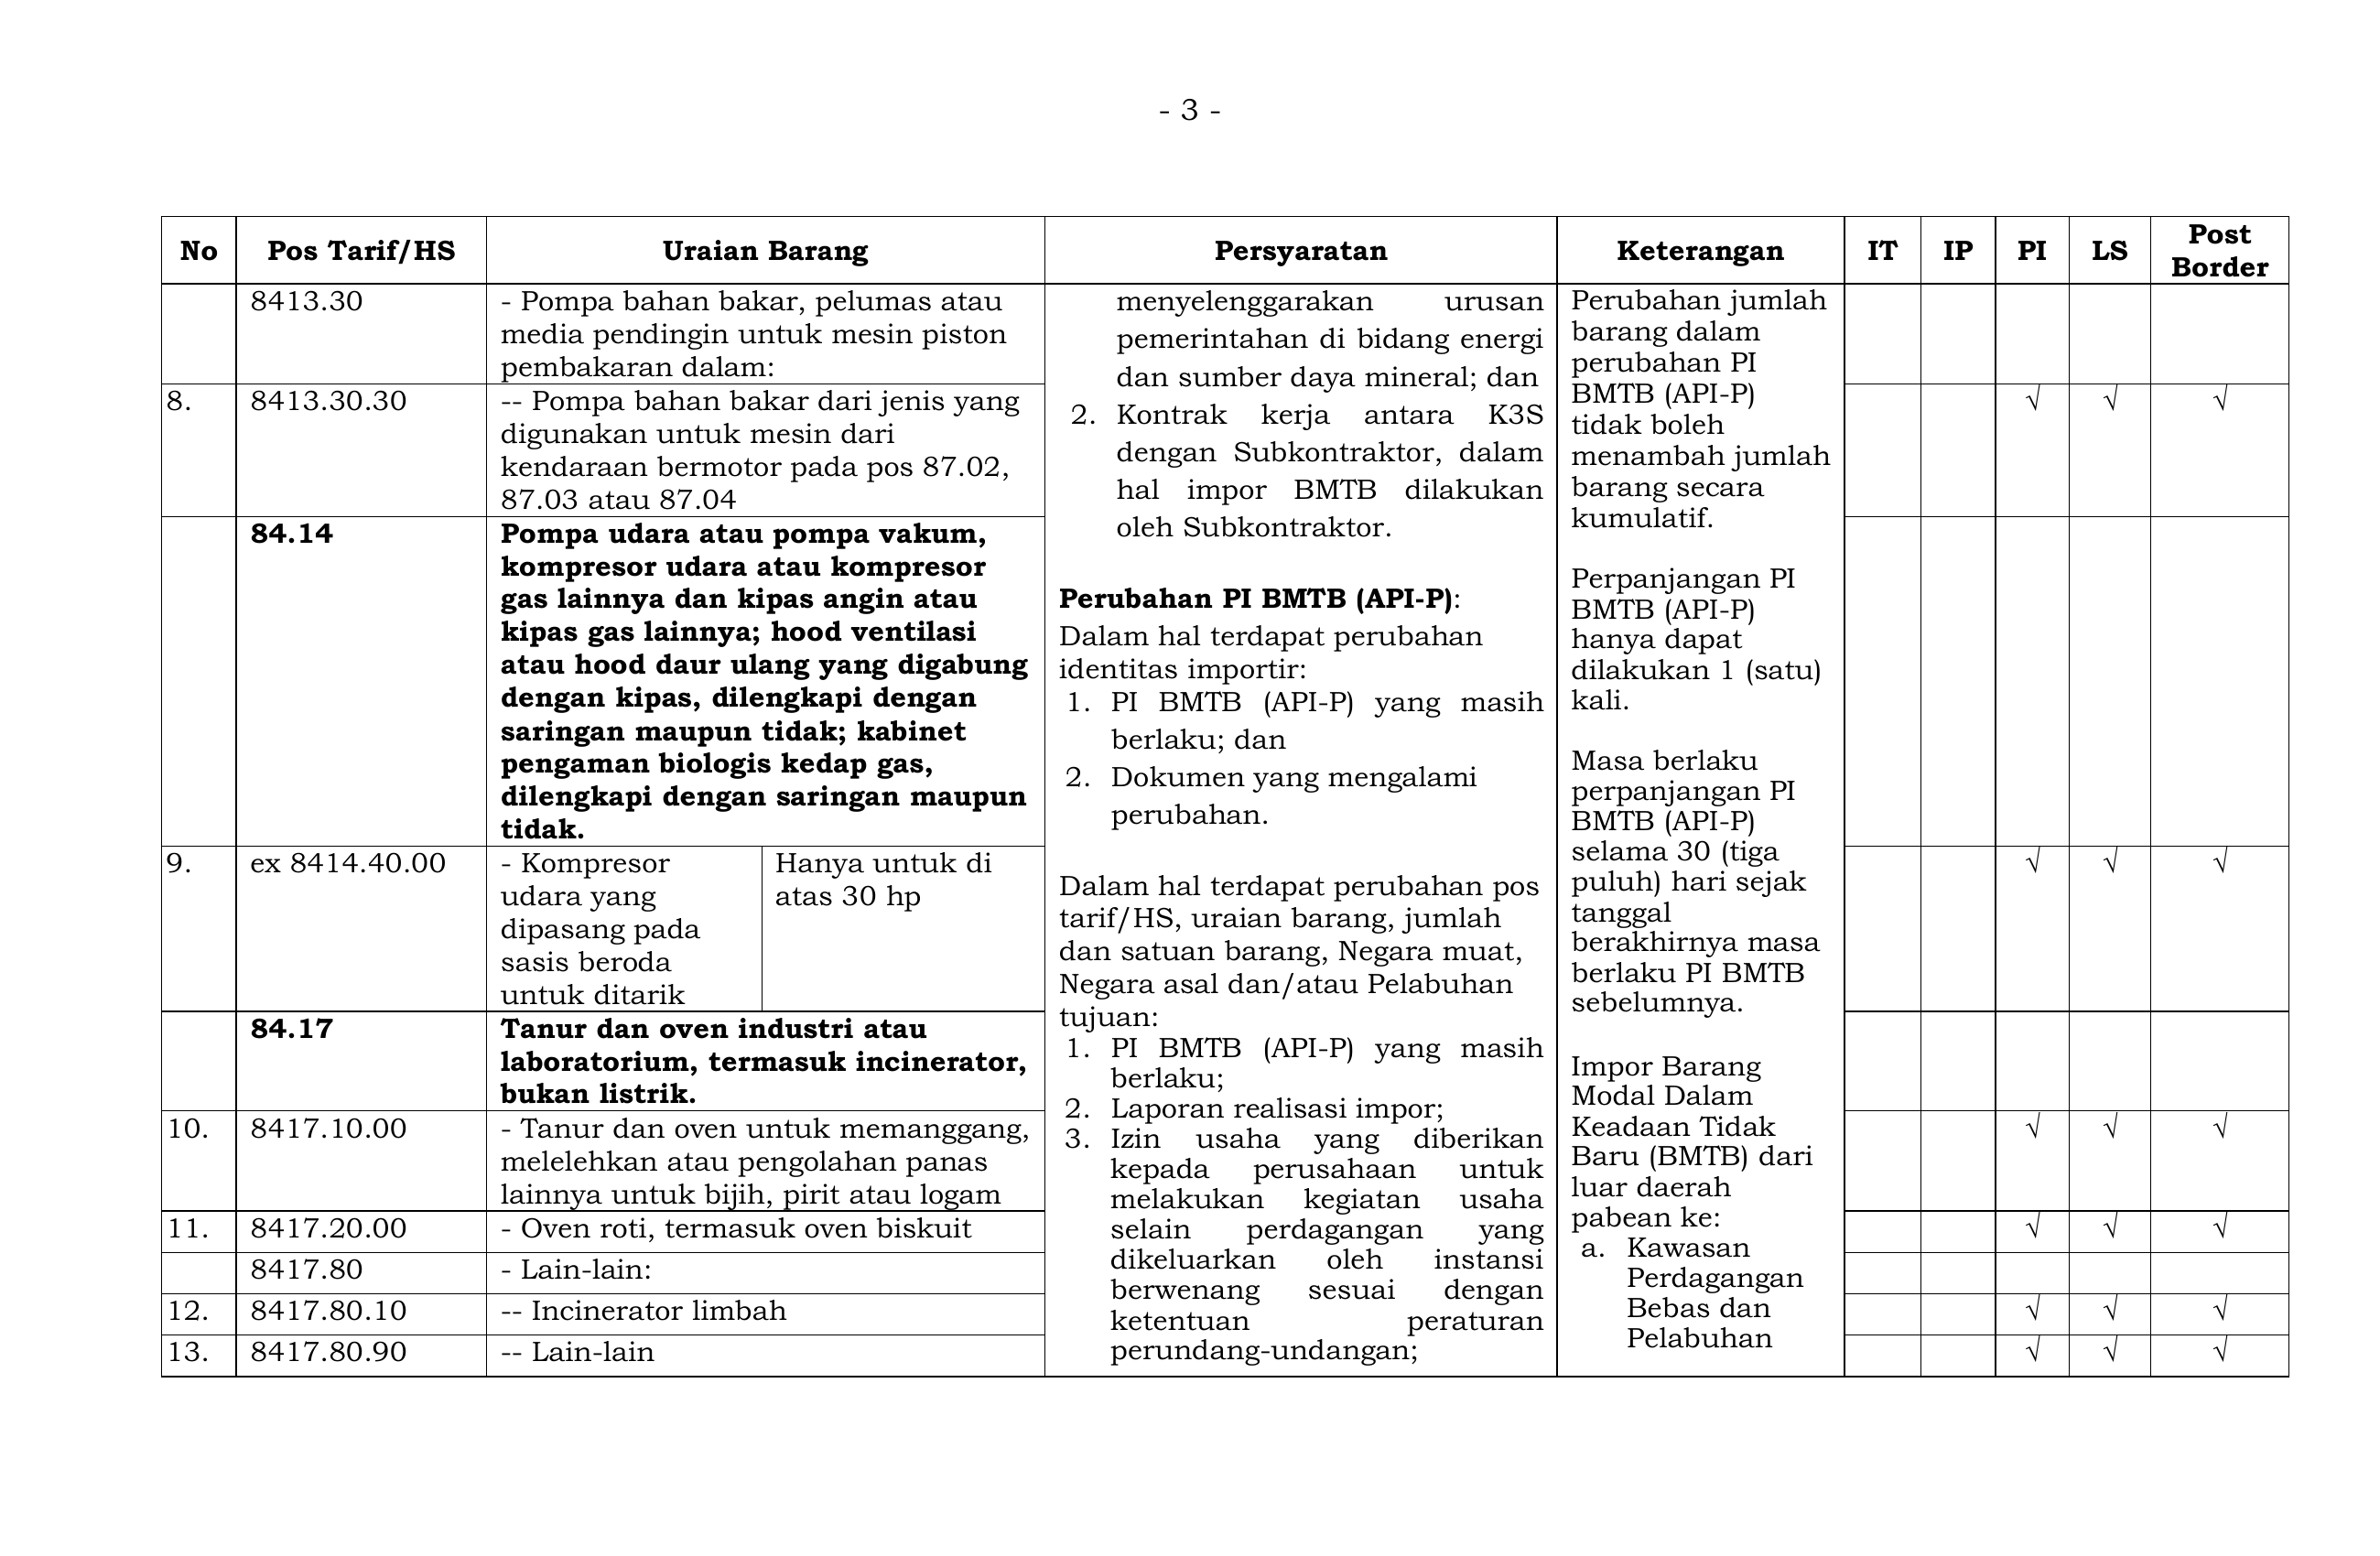 - 3 -
No Pos Tarif/HS Uraian Barang Persyaratan Keterangan IT IP PI LS Post Border
8413.30
- Pompa bahan bakar, pelumas atau
media pendingin untuk mesin piston
pembakaran dalam:
8. 8413.30.30
-- Pompa bahan bakar dari jenis yang
digunakan untuk mesin dari
kendaraan bermotor pada pos 87.02,
87.03 atau 87.04
√ √ √
84.14
Pompa udara atau pompa vakum,
kompresor udara atau kompresor
gas lainnya dan kipas angin atau
kipas gas lainnya; hood ventilasi
atau hood daur ulang yang digabung
dengan kipas, dilengkapi dengan
saringan maupun tidak; kabinet
pengaman biologis kedap gas,
dilengkapi dengan saringan maupun
tidak.
9. ex 8414.40.00
- Kompresor
udara yang
dipasang pada
sasis beroda
untuk ditarik
Hanya untuk di
atas 30 hp
√ √ √
84.17
Tanur dan oven industri atau
laboratorium, termasuk incinerator,
bukan listrik.
10. 8417.10.00
- Tanur dan oven untuk memanggang,
melelehkan atau pengolahan panas
lainnya untuk bijih, pirit atau logam
√ √ √
11. 8417.20.00 - Oven roti, termasuk oven biskuit √ √ √
8417.80 - Lain-lain:
12. 8417.80.10 -- Incinerator limbah √ √ √
13. 8417.80.90 -- Lain-lain √ √ √
menyelenggarakan urusan
pemerintahan di bidang energi
dan sumber daya mineral; dan
2. Kontrak kerja antara K3S
dengan Subkontraktor, dalam
hal impor BMTB dilakukan
oleh Subkontraktor.
Perubahan PI BMTB (API-P):
Dalam hal terdapat perubahan
identitas importir:
1. PI BMTB (API-P) yang masih
berlaku; dan
2. Dokumen yang mengalami
perubahan.
Dalam hal terdapat perubahan pos
tarif/HS, uraian barang, jumlah
dan satuan barang, Negara muat,
Negara asal dan/atau Pelabuhan
tujuan:
1. PI BMTB (API-P) yang masih
berlaku;
2. Laporan realisasi impor;
3. Izin usaha yang diberikan
kepada perusahaan untuk
melakukan kegiatan usaha
selain perdagangan yang
dikeluarkan oleh instansi
berwenang sesuai dengan
ketentuan peraturan
perundang-undangan;
Perubahan jumlah
barang dalam
perubahan PI
BMTB (API-P)
tidak boleh
menambah jumlah
barang secara
kumulatif.
Perpanjangan PI
BMTB (API-P)
hanya dapat
dilakukan 1 (satu)
kali.
Masa berlaku
perpanjangan PI
BMTB (API-P)
selama 30 (tiga
puluh) hari sejak
tanggal
berakhirnya masa
berlaku PI BMTB
sebelumnya.
Impor Barang
Modal Dalam
Keadaan Tidak
Baru (BMTB) dari
luar daerah
pabean ke:
a. Kawasan
Perdagangan
Bebas dan
Pelabuhan